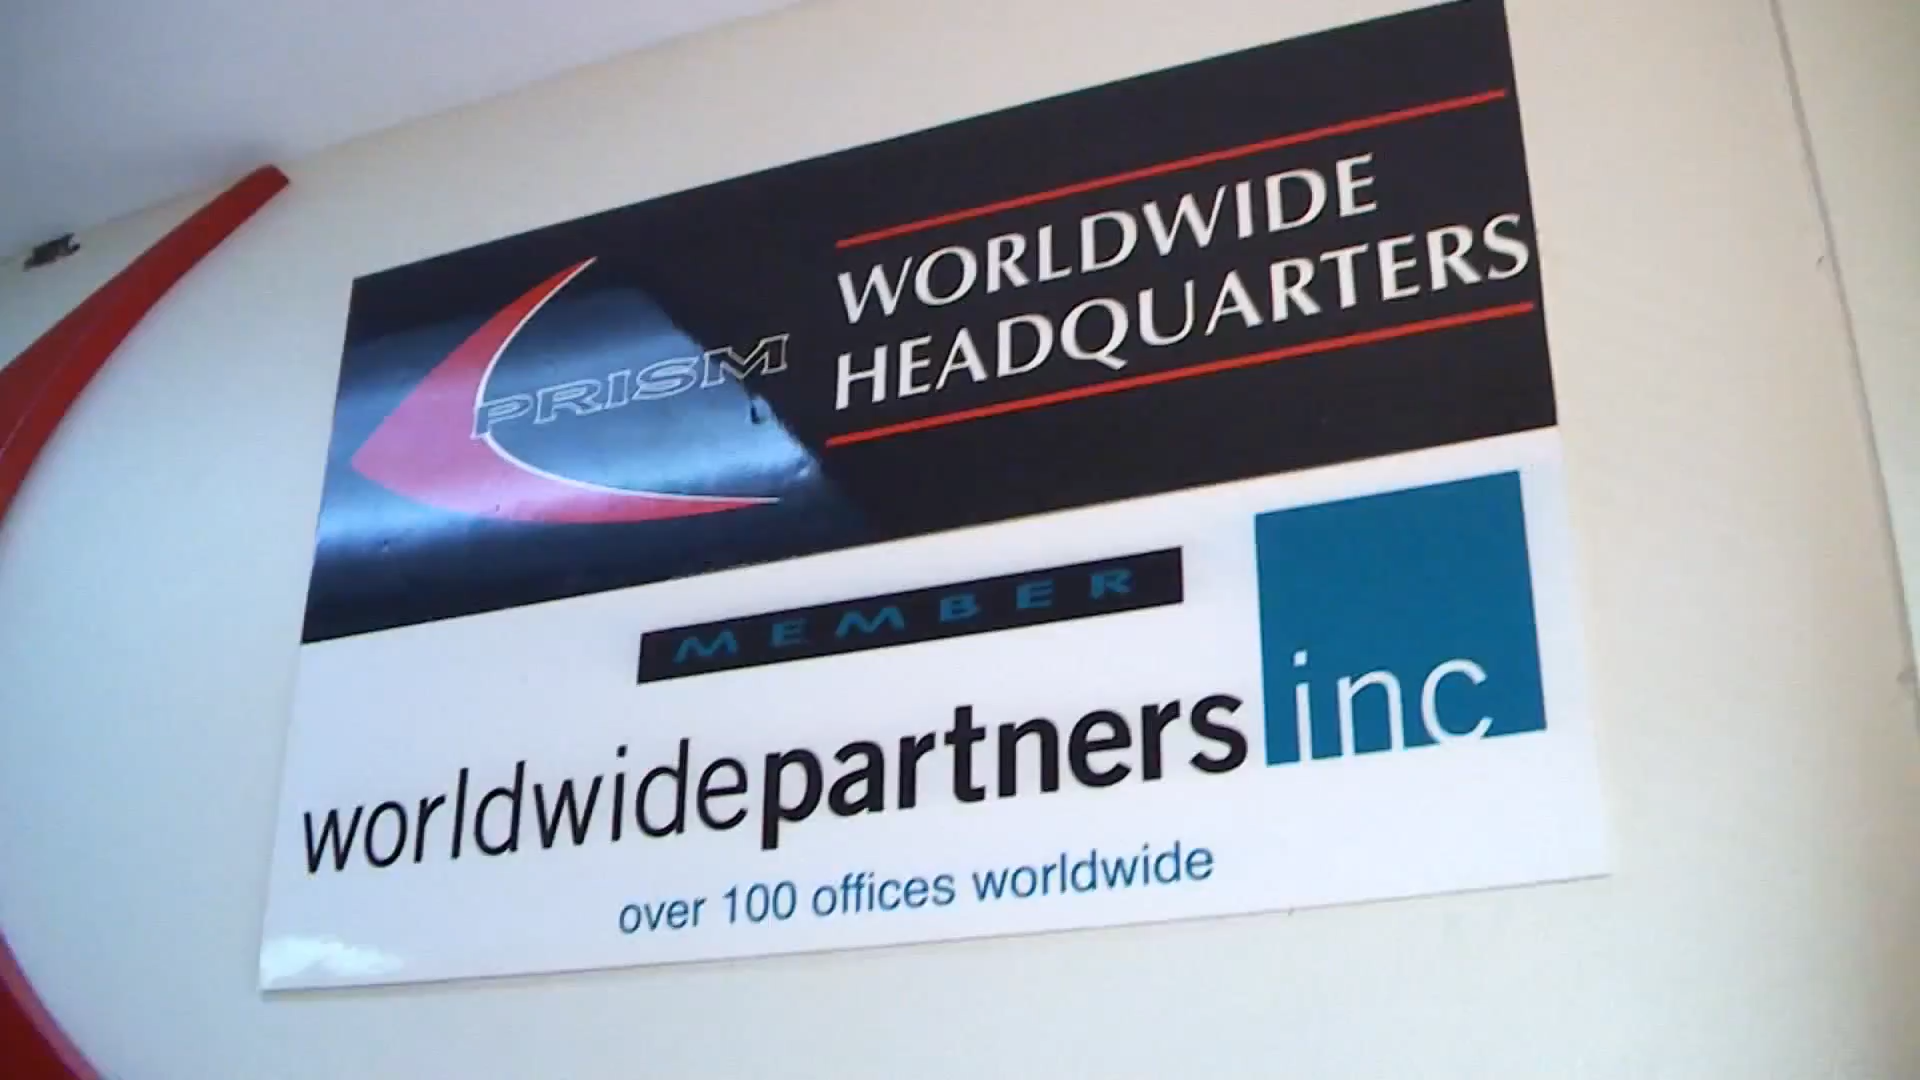 PRISM
WORLDWIDE
HEADQUARTERS
MEMBER
worldwidepartners inc
over 100 offices worldwide